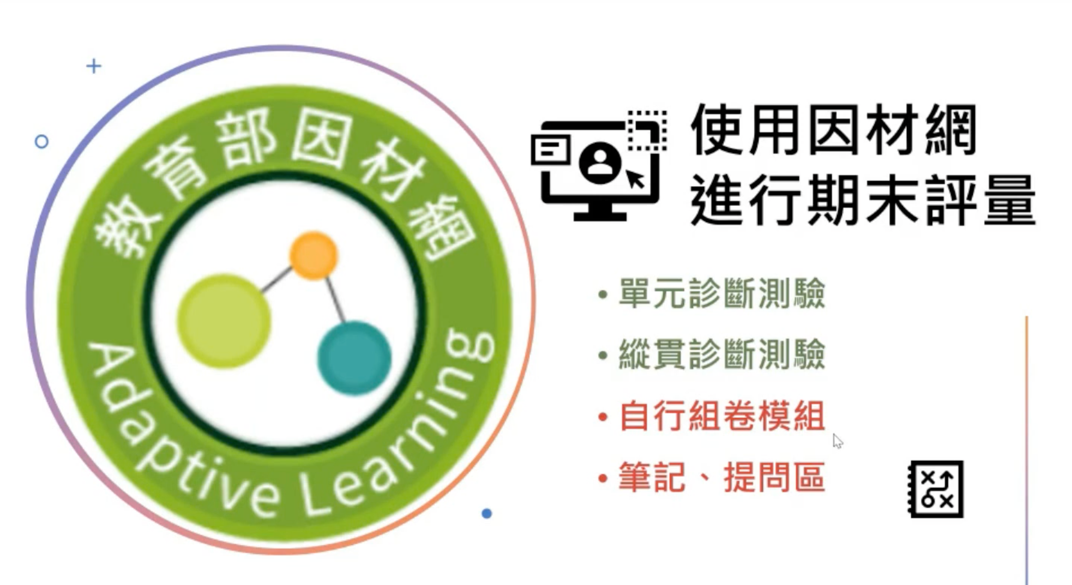 教育部因材網
Adaptive Learning
使用因材網
進行期末評量
• 單元診斷測驗
• 縱貫診斷測驗
• 自行組卷模組
• 筆記、提問區